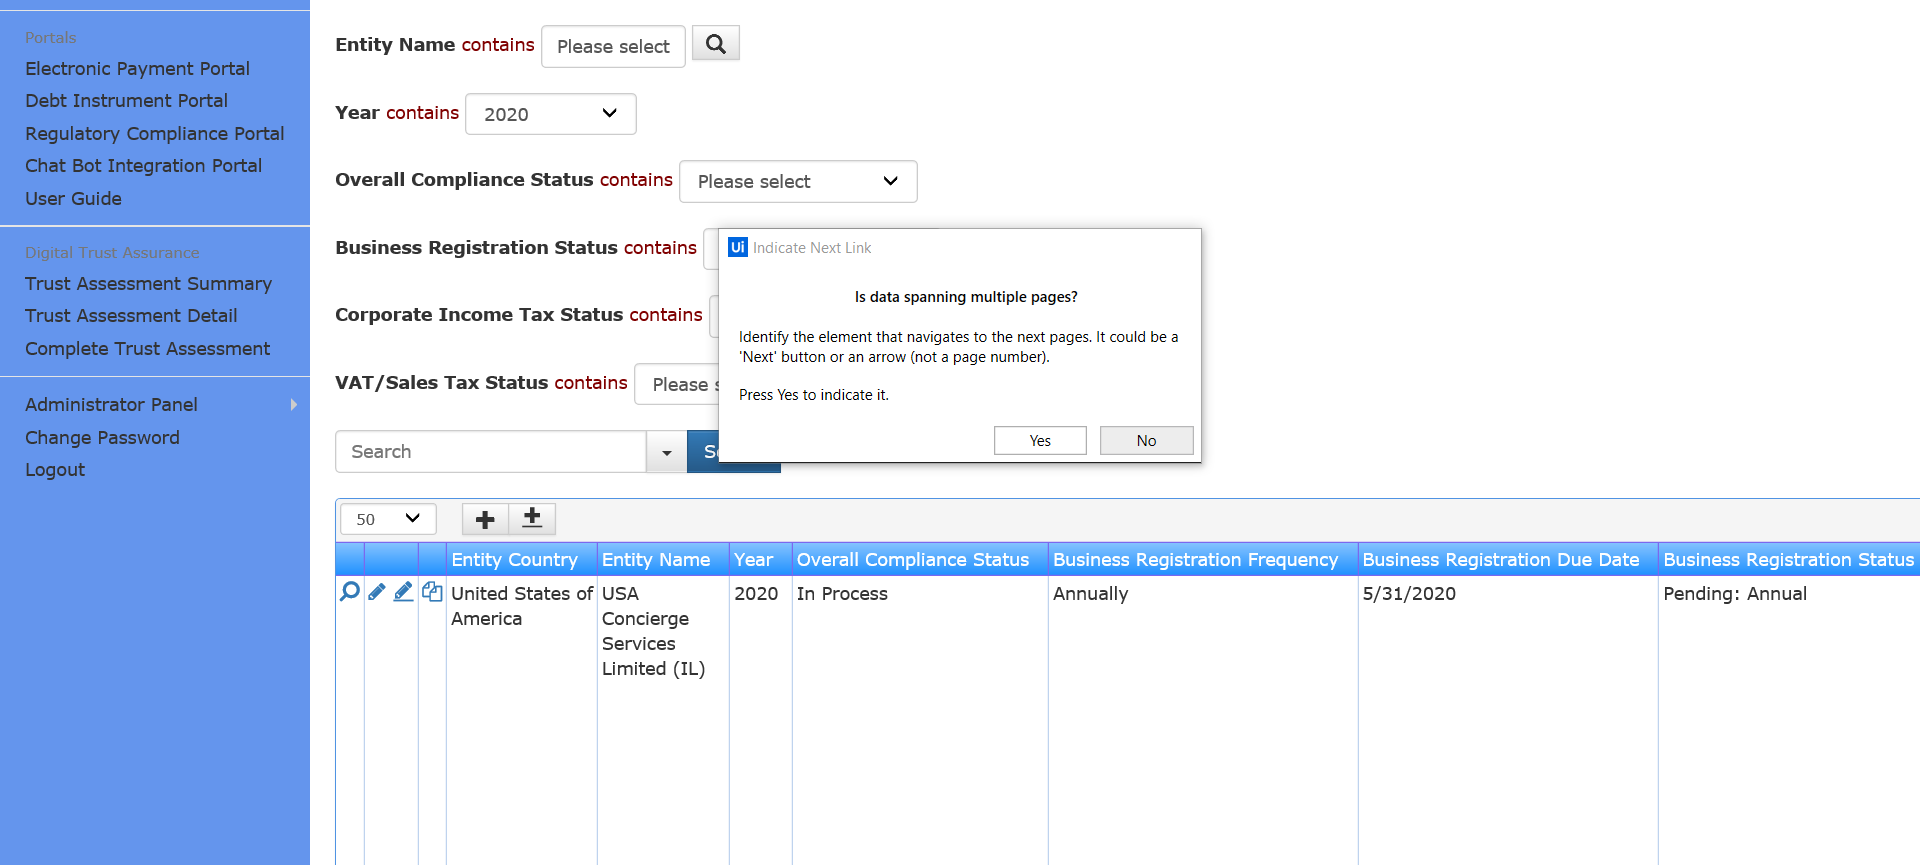 Portals
Electronic Payment Portal
Debt Instrument Portal
Regulatory Compliance Portal
Chat Bot Integration Portal
User Guide
Digital Trust Assurance
Trust Assessment Summary
Trust Assessment Detail
Complete Trust Assessment
Administrator Panel
Change Password
Logout
Entity Name contains Please select
Year contains 2020
Overall Compliance Status contains Please select
Business Registration Status contains
Corporate Income Tax Status contains
VAT/Sales Tax Status contains Please
Search
Ui Indicate Next Link
Is data spanning multiple pages?
Identify the element that navigates to the next pages. It could be a
'Next' button or an arrow (not a page number).
Press Yes to indicate it.
Yes No
50
Entity Country Entity Name Year Overall Compliance Status Business Registration Frequency Business Registration Due Date Business Registration Status
United States of USA 2020 In Process Annually 5/31/2020 Pending: Annual
America Concierge
Services
Limited (IL)